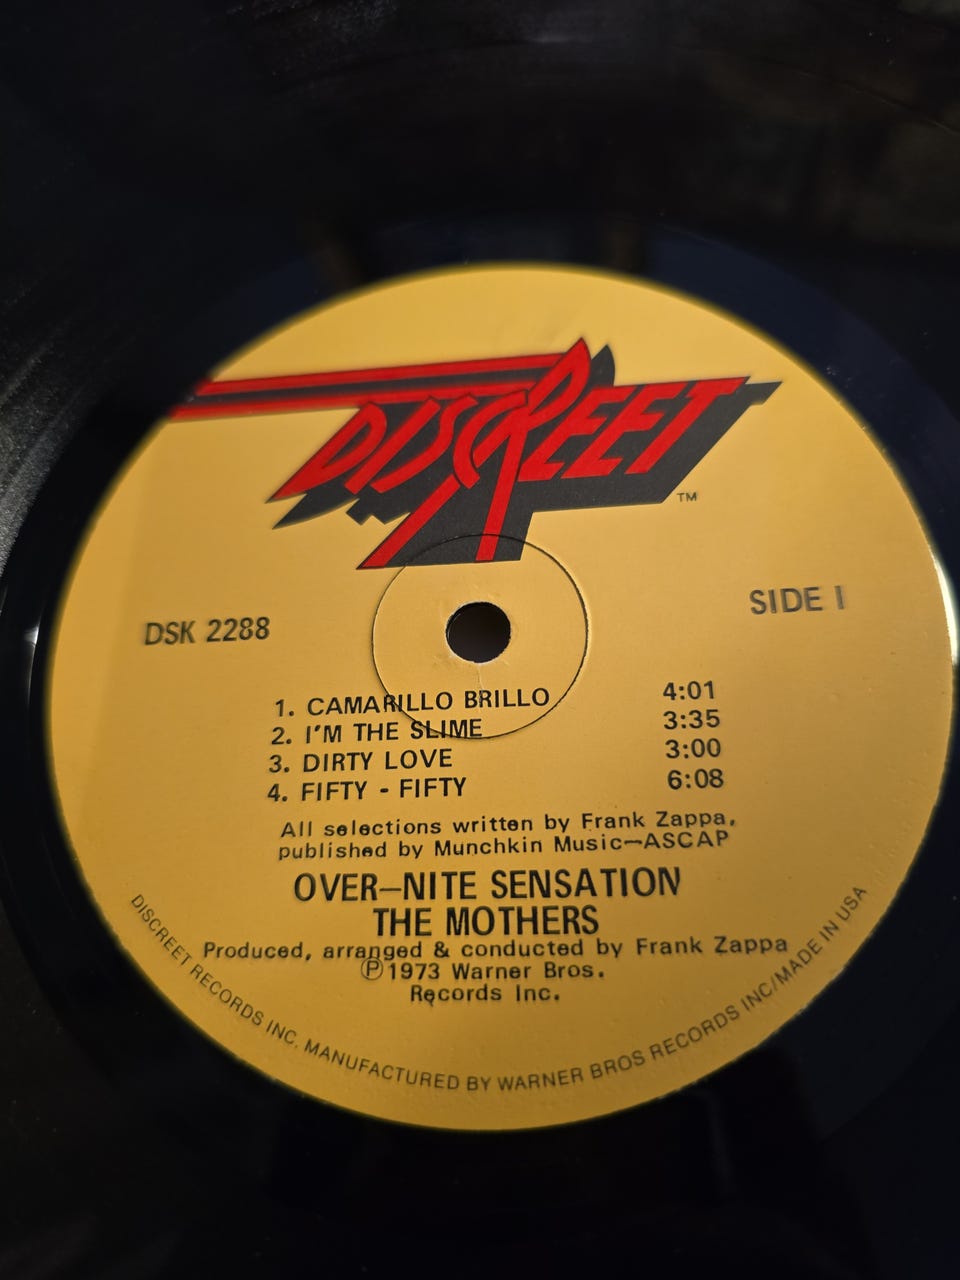 DISCREET
TM
DSK 2288
SIDE 1
1. CAMARILLO BRILLO 4:01
2. I'M THE SLIME 3:35
3. DIRTY LOVE 3:00
4. FIFTY - FIFTY 6:08
All selections written by Frank Zappa,
published by Munchkin Music—ASCAP
OVER—NITE SENSATION
THE MOTHERS
Produced, arranged & conducted by Frank Zappa
℗1973 Warner Bros.
Records Inc.
DISCREET RECORDS INC. MANUFACTURED BY WARNER BROS RECORDS INC/MADE IN USA